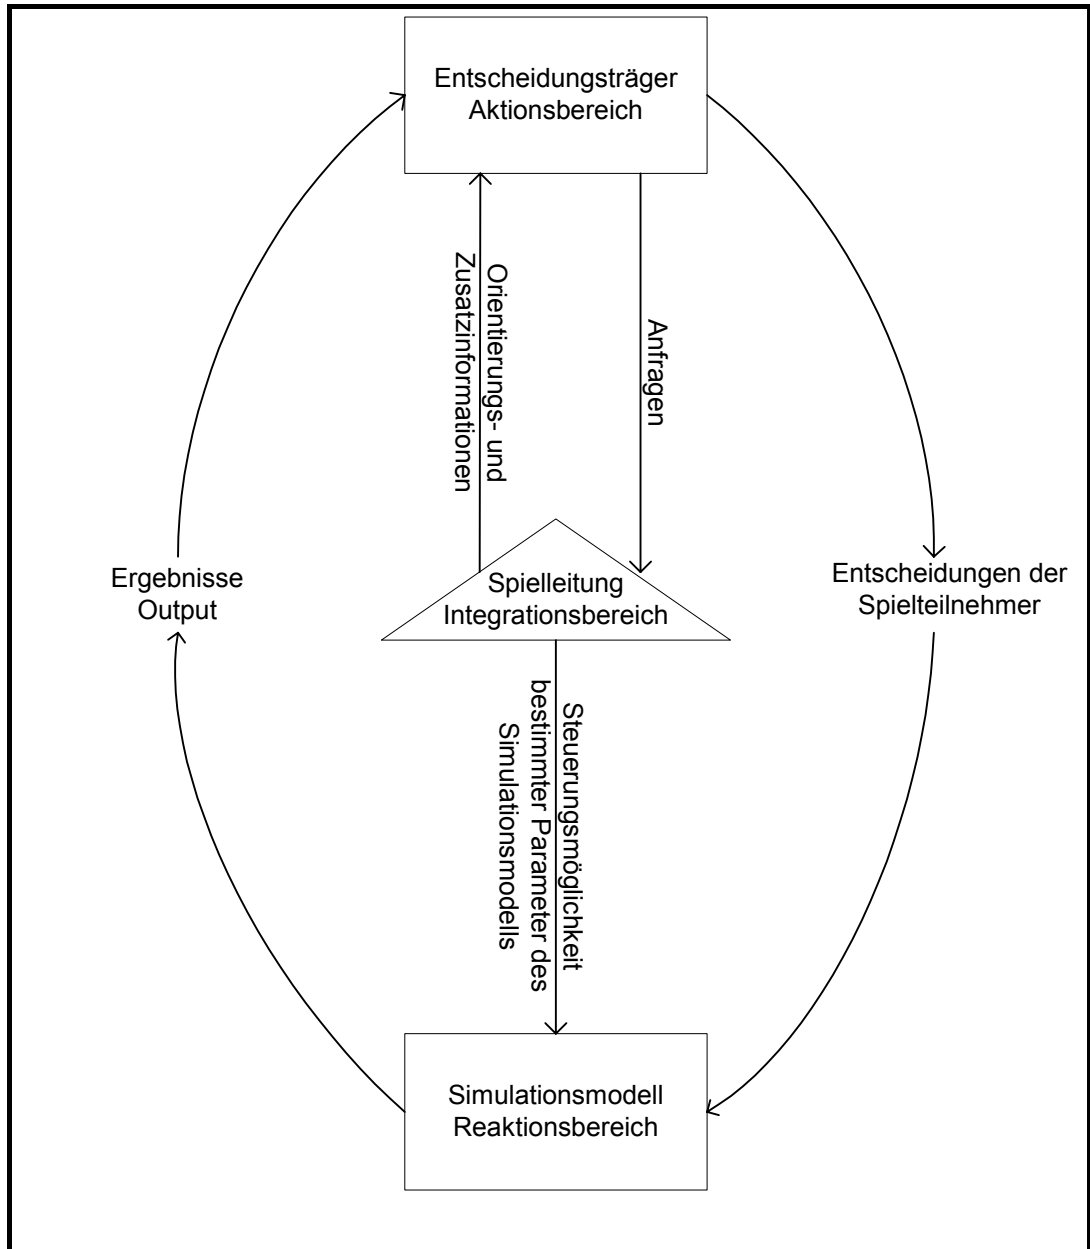 Entscheidungsträger
Aktionsbereich
Orientierungs- und
Zusatzinformationen
Anfragen
Ergebnisse
Output
Spielleitung
Integrationsbereich
Entscheidungen der
Spielteilnehmer
Steuerungsmöglichkeit
bestimmter Parameter des
Simulationsmodells
Simulationsmodell
Reaktionsbereich